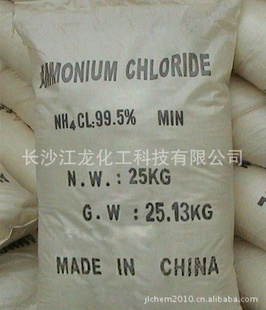 AMMONIUM CHLORIDE
NH₄CL:99.5% MIN
长沙江龙化工科技有限公司
N.W.:25KG
G.W:25.13KG
MADE IN CHINA
jlchem2010.cn.alibaba.com